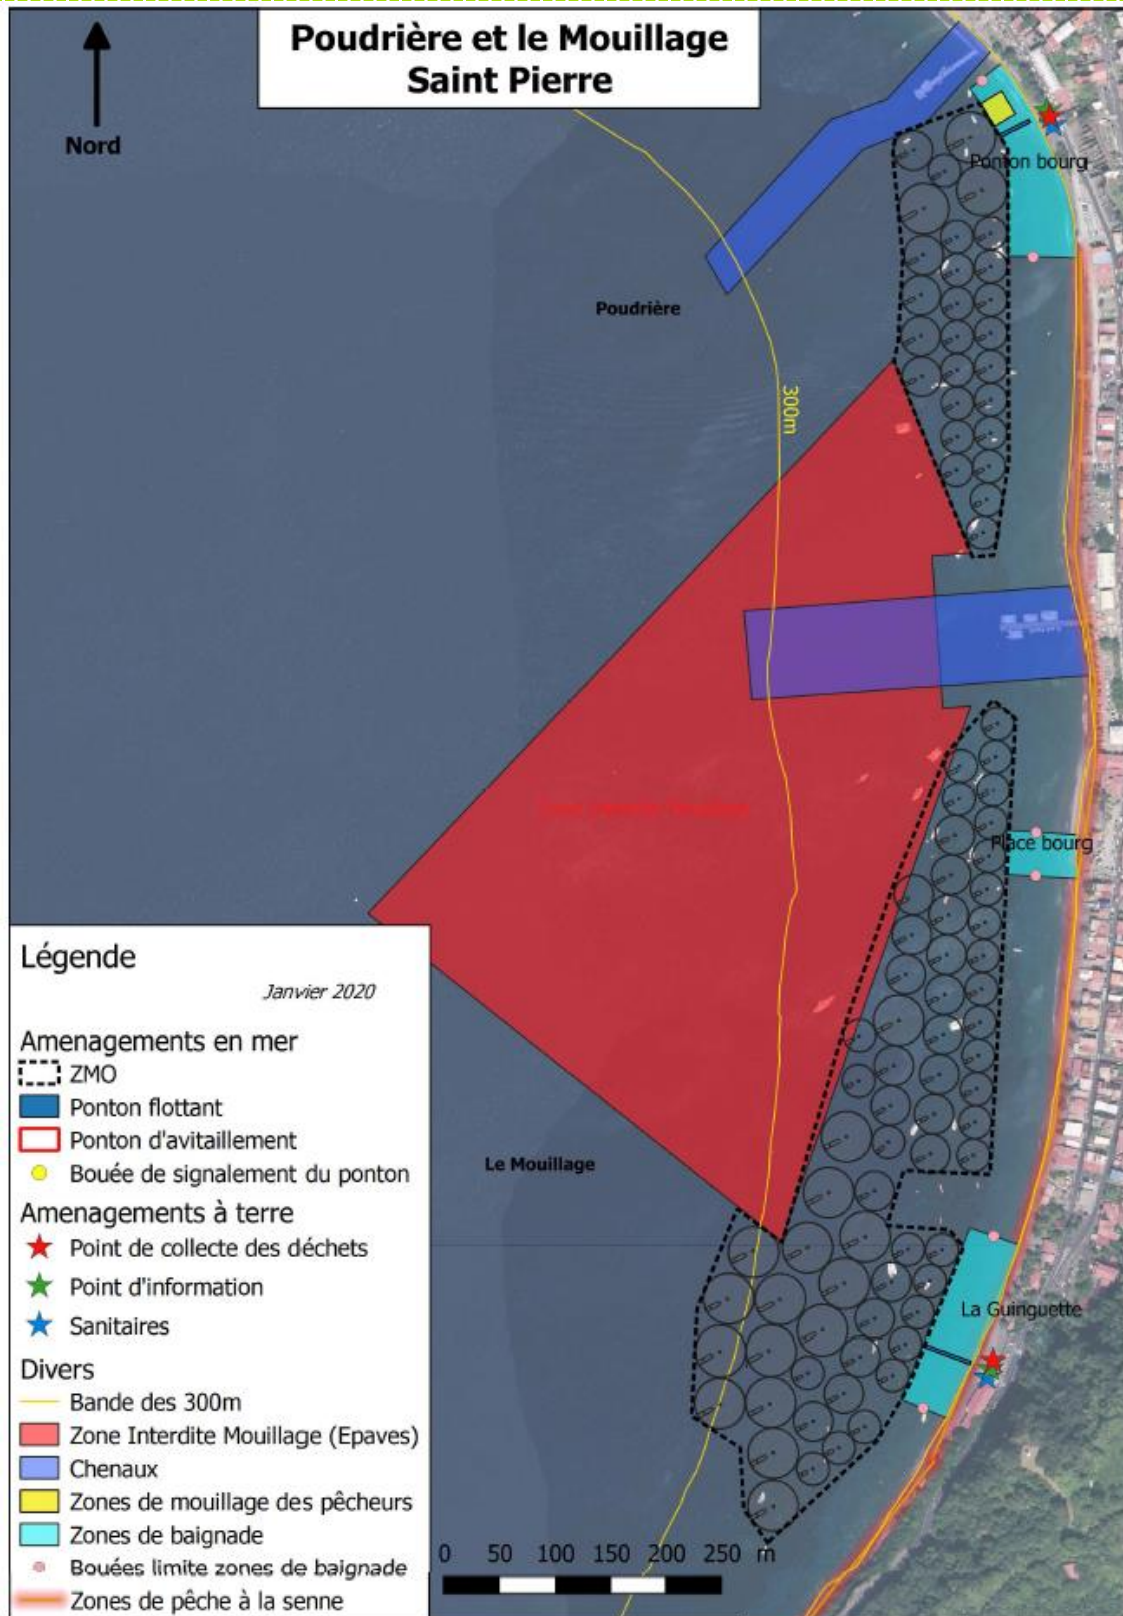 Poudrière et le Mouillage
Saint Pierre
Nord
Ponton bourg
Poudrière
300m
Place bourg
Le Mouillage
La Guinguette
Légende
Janvier 2020
Amenagements en mer
ZMO
Ponton flottant
Ponton d'avitaillement
Bouée de signalement du ponton
Amenagements à terre
Point de collecte des déchets
Point d'information
Sanitaires
Divers
Bande des 300m
Zone Interdite Mouillage (Epaves)
Chenaux
Zones de mouillage des pêcheurs
Zones de baignade
Bouées limite zones de baignade
Zones de pêche à la senne
0 50 100 150 200 250 m